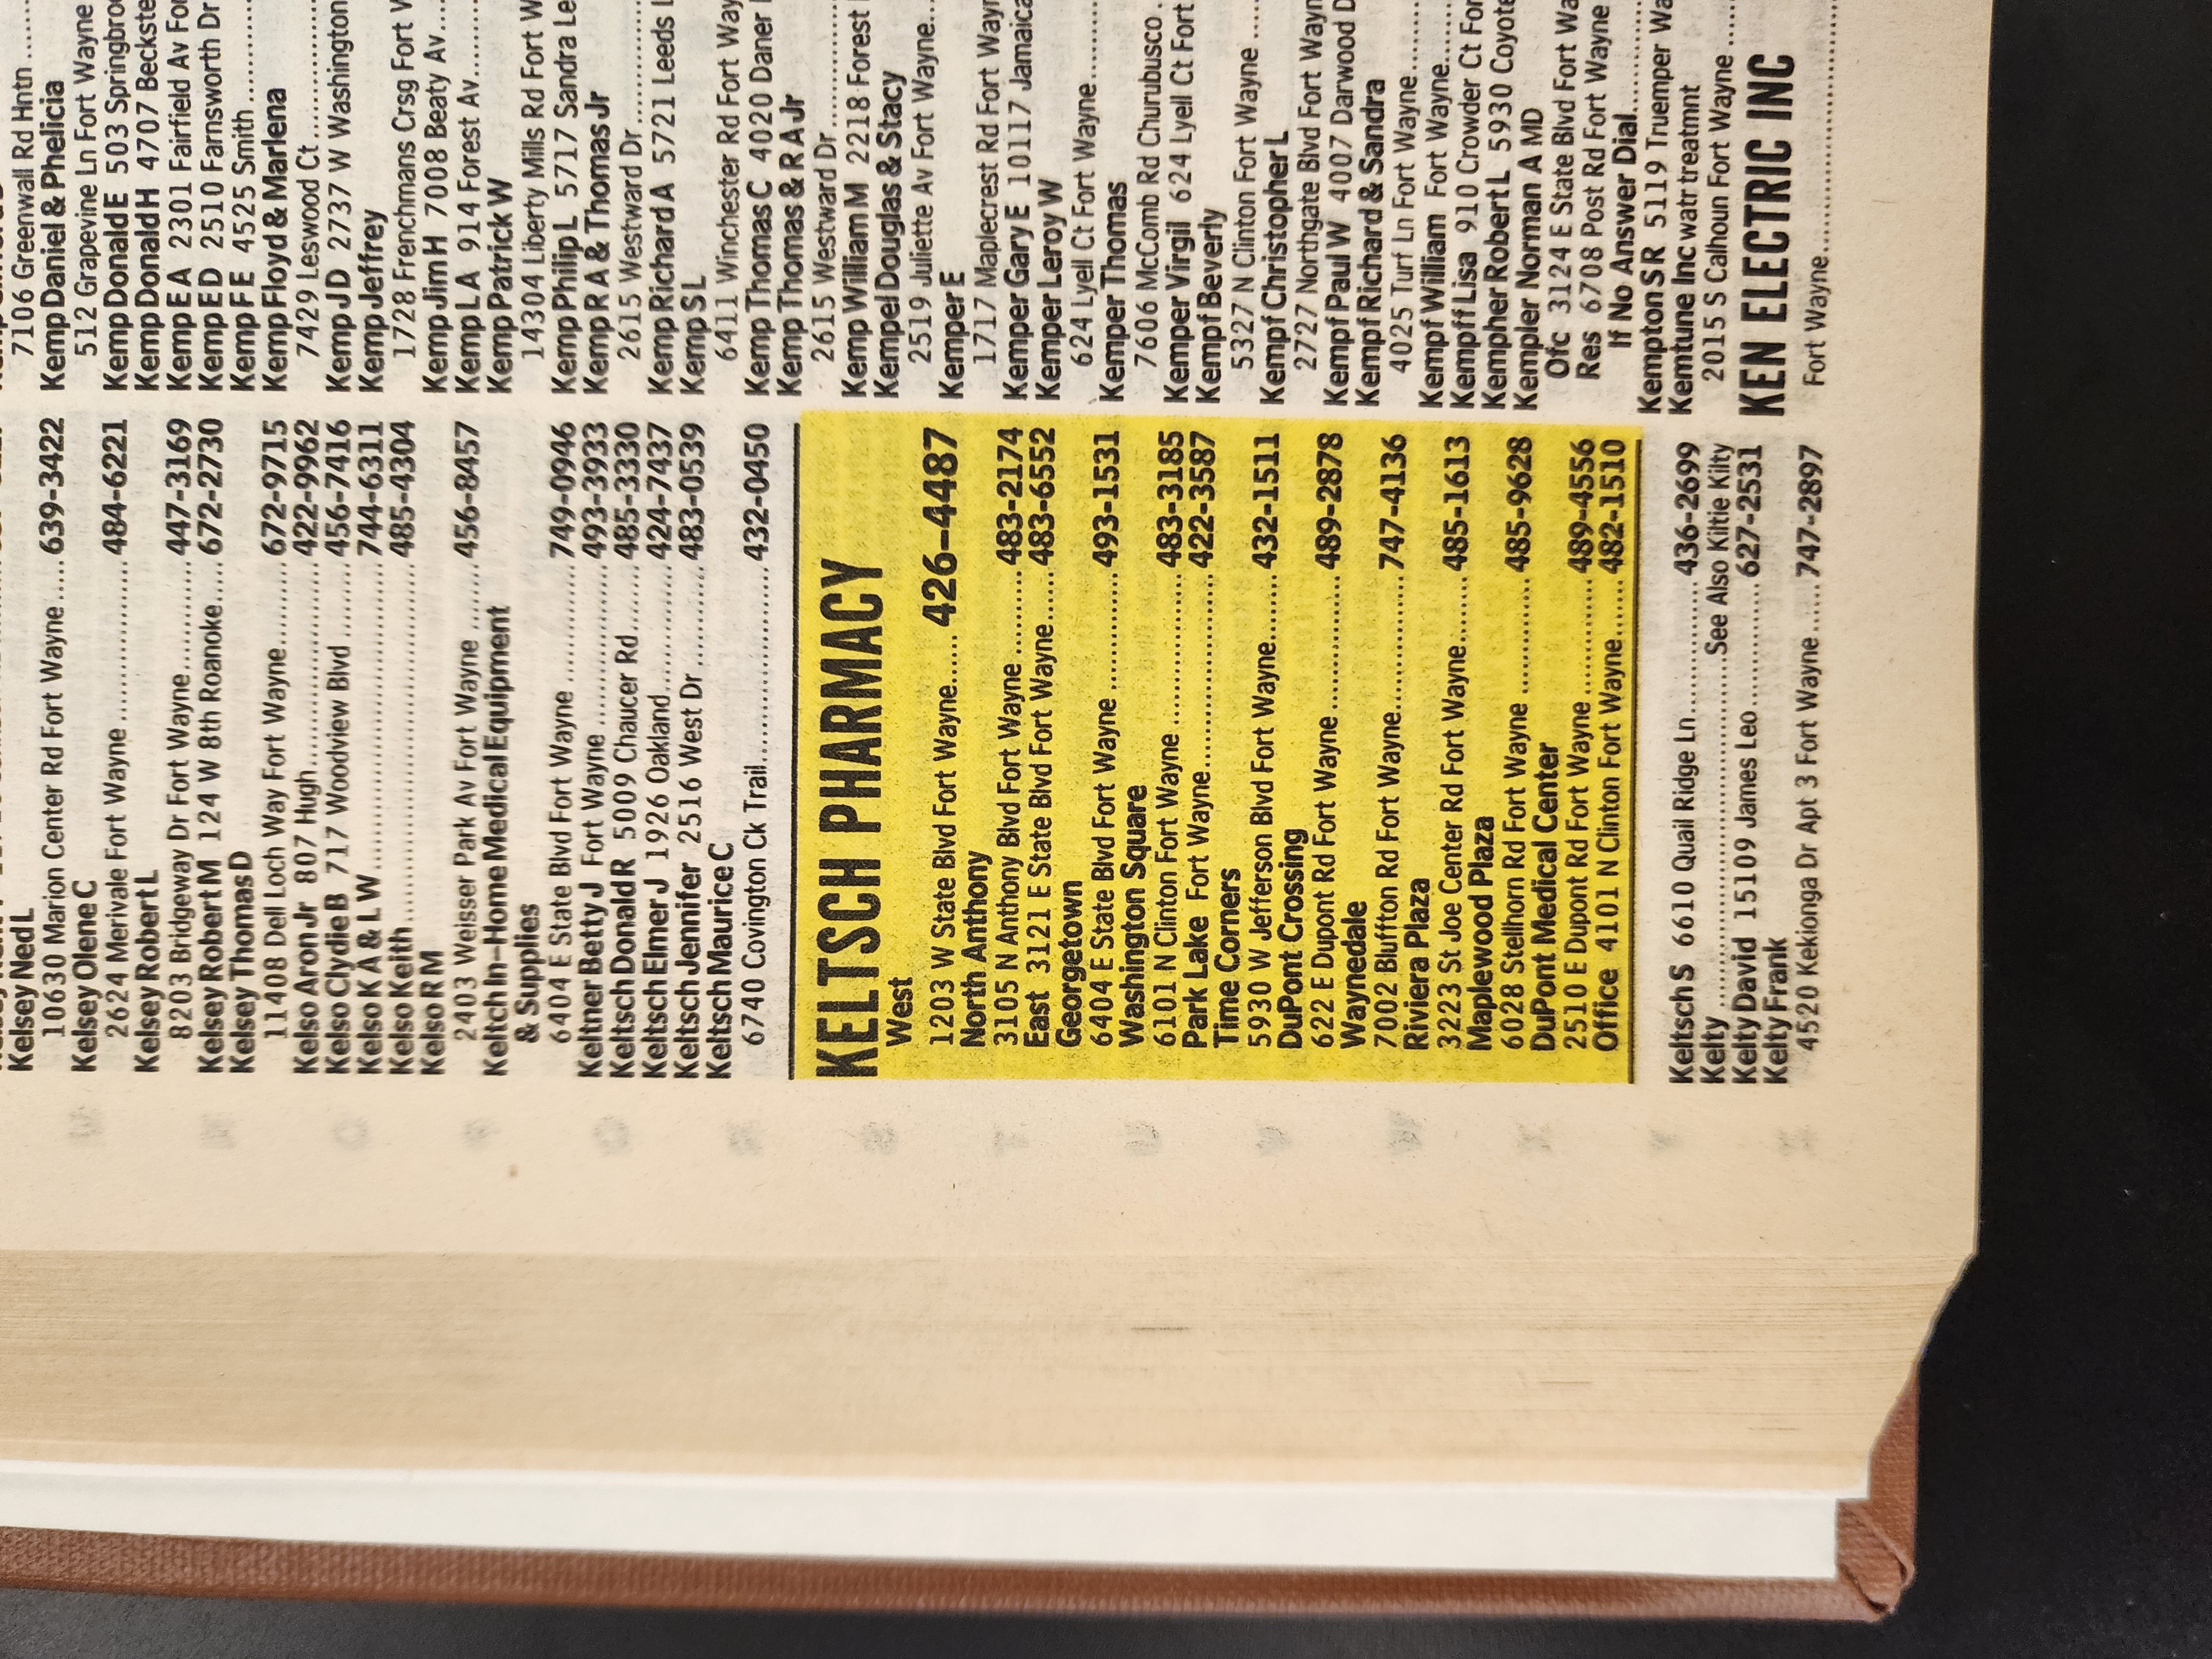 Kelsey Ned L
10630 Marion Center Rd Fort Wayne.....639-3422
Kelsey Olene C
2624 Merivale Fort Wayne ................484-6221
Kelsey Robert L
8203 Bridgeway Dr Fort Wayne..........447-3169
Kelsey Robert M 124 W 8th Roanoke....672-2730
Kelsey Thomas D
11408 Dell Loch Way Fort Wayne.........672-9715
Kelso Aron Jr 807 Hugh.....................422-9962
Kelso Clydie B 717 Woodview Blvd ........456-7416
Kelso K A & L W................................744-6311
Kelso Keith.....................................485-4304
Kelso R M
2403 Weisser Park Av Fort Wayne .......456-8457
Keltch In-Home Medical Equipment
& Supplies
6404 E State Blvd Fort Wayne ............749-0946
Keltner Betty J Fort Wayne ................493-3933
Keltsch Donald R 5009 Chaucer Rd.......485-3330
Keltsch Elmer J 1926 Oakland.............424-7437
Keltsch Jennifer 2516 West Dr ............483-0539
Keltsch Maurice C
6740 Covington Ck Trail....................432-0450
KELTSCH PHARMACY
West
1203 W State Blvd Fort Wayne...... 426-4487
North Anthony
3105 N Anthony Blvd Fort Wayne .........483-2174
East 3121 E State Blvd Fort Wayne......483-6552
Georgetown
6404 E State Blvd Fort Wayne ............493-1531
Washington Square
6101 N Clinton Fort Wayne................483-3185
Park Lake Fort Wayne.....................422-3587
Time Corners
5930 W Jefferson Blvd Fort Wayne.......432-1511
DuPont Crossing
622 E Dupont Rd Fort Wayne .............489-2878
Waynedale
7002 Bluffton Rd Fort Wayne..............747-4136
Riviera Plaza
3223 St Joe Center Rd Fort Wayne.......485-1613
Maplewood Plaza
6028 Stellhorn Rd Fort Wayne ............485-9628
DuPont Medical Center
2510 E Dupont Rd Fort Wayne ...........489-4556
Office 4101 N Clinton Fort Wayne.......482-1510
Keltsch S 6610 Quail Ridge Ln.............436-2699
Kelty ..........................See Also Kiltie Kilty
Kelty David 15109 James Leo .............627-2531
Kelty Frank
4520 Kekionga Dr Apt 3 Fort Wayne .....747-2897
7106 Greenwall Rd Hntn
Kemp Daniel & Phelicia
512 Grapevine Ln Fort Wayne
Kemp Donald E 503
Kemp Donald H 4707
Kemp E A 2301 Fairfield Av
Kemp E D 2510 Farnsworth Dr
Kemp F E 4525 Smith
Kemp Floyd & Marlena
7429 Leswood Ct
Kemp J D 2737 W Washington
Kemp Jeffrey
1728 Frenchmans Crsg Fort
Kemp Jim H 7008 Beaty Av
Kemp L A 914 Forest Av
Kemp Patrick W
14304 Liberty Mills Rd Fort
Kemp Philip L 5717 Sandra
Kemp R A & Thomas Jr
2615 Westward Dr
Kemp Richard A 5721 Leeds
Kemp S L
6411 Winchester Rd Fort
Kemp Thomas C 4020 Daner
Kemp Thomas & R A Jr
2615 Westward Dr
Kemp William M 2218 Forest
Kempel Douglas & Stacy
2519 Juliette Av Fort Wayne
Kemper E
1717 Maplecrest Rd Fort
Kemper Gary E 10117 Jamaica
Kemper Leroy W
624 Lyell Ct Fort Wayne
Kemper Thomas
7606 McComb Rd Churubusco
Kemper Virgil 624 Lyell Ct Fort
Kempf Beverly
5327 N Clinton Fort Wayne
Kempf Christopher L
2727 Northgate Blvd Fort
Kempf Paul W 4007 Darwood
Kempf Richard & Sandra
4025 Turf Ln Fort Wayne
Kempf William Fort Wayne
Kempff Lisa 910 Crowder Ct
Kempher Robert L 5930
Kempler Norman A MD
Ofc 3124 E State Blvd Fort
Res 6708 Post Rd Fort Wayne
If No Answer Dial
Kempton S R 5119 Truemper
Kemtune Inc watr treatmnt
2015 S Calhoun Fort Wayne
KEN ELECTRIC INC
Fort Wayne